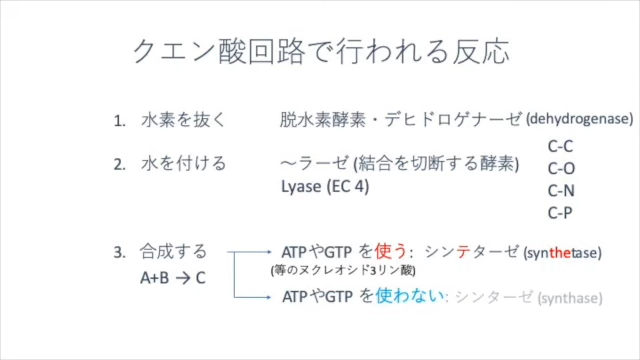 クエン酸回路で行われる反応
1. 水素を抜く 脱水素酵素・デヒドロゲナーゼ (dehydrogenase)
2. 水を付ける ～ラーゼ (結合を切断する酵素)
Lyase (EC 4)
C-C
C-O
C-N
C-P
3. 合成する ATPやGTP を使う: シンテターゼ (synthetase)
(等のヌクレオシド3リン酸)
A+B → C
ATPやGTP を使わない: シンターゼ (synthase)